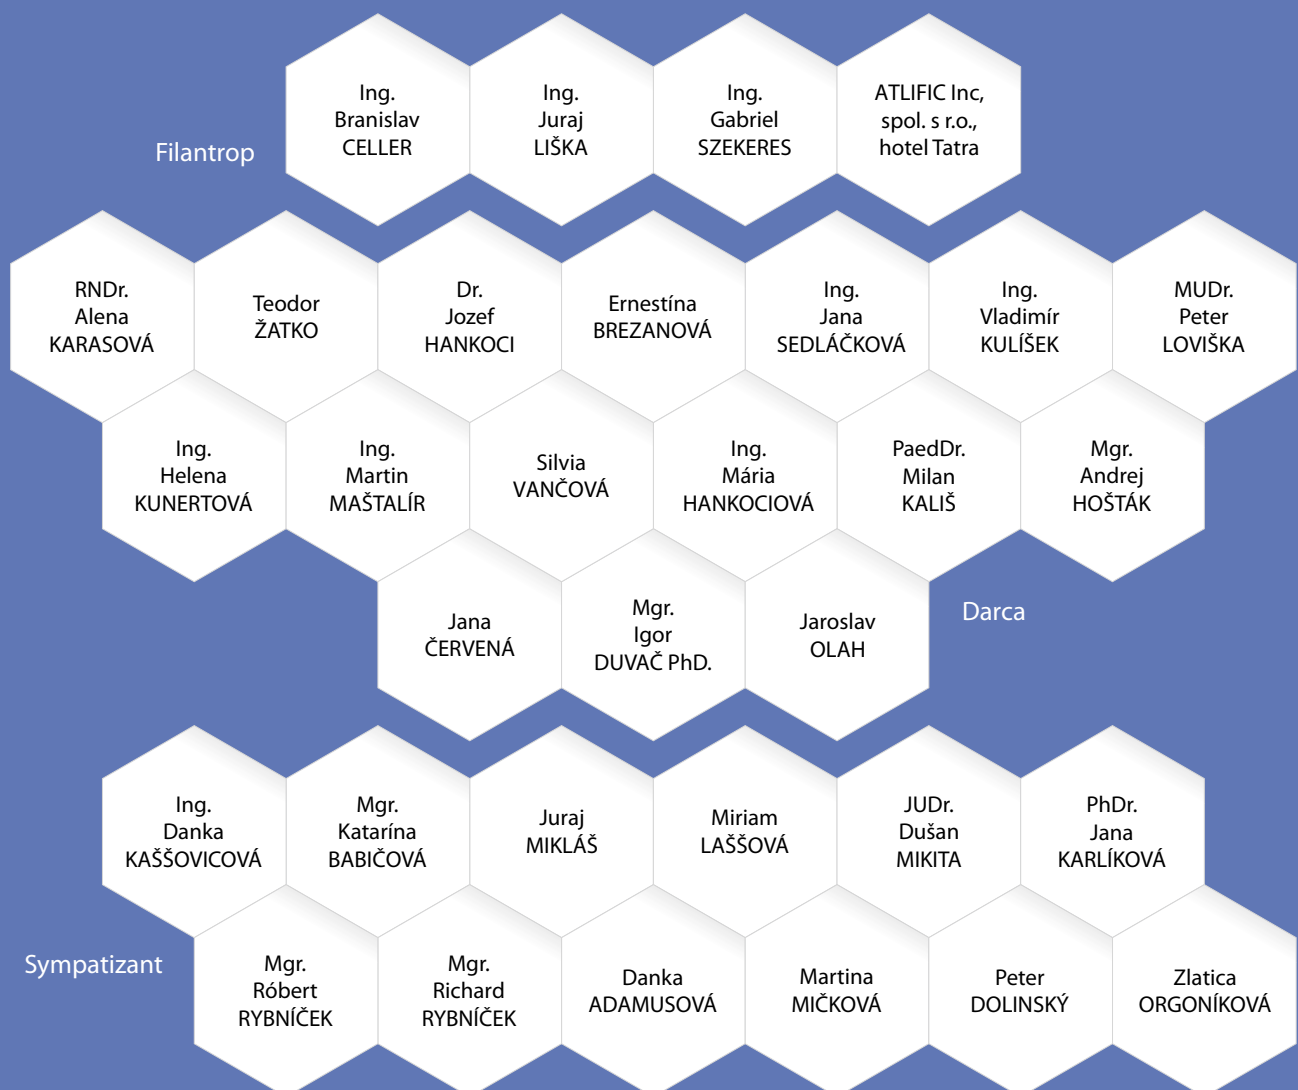 Filantrop
Ing.
Branislav
CELLER
Ing.
Juraj
LIŠKA
Ing.
Gabriel
SZEKERES
ATLIFIC Inc,
spol. s r.o.,
hotel Tatra
RNDr.
Alena
KARASOVÁ
Teodor
ŽATKO
Dr.
Jozef
HANKOCI
Ernestína
BREZANOVÁ
Ing.
Jana
SEDLÁČKOVÁ
Ing.
Vladimír
KULÍŠEK
MUDr.
Peter
LOVIŠKA
Ing.
Helena
KUNERTOVÁ
Ing.
Martin
MAŠTALÍR
Silvia
VANČOVÁ
Ing.
Mária
HANKOCIOVÁ
PaedDr.
Milan
KALIŠ
Mgr.
Andrej
HOŠTÁK
Jana
ČERVENÁ
Mgr.
Igor
DUVAČ PhD.
Jaroslav
OLAH
Darca
Ing.
Danka
KAŠŠOVICOVÁ
Mgr.
Katarína
BABIČOVÁ
Juraj
MIKLÁŠ
Miriam
LAŠŠOVÁ
JUDr.
Dušan
MIKITA
PhDr.
Jana
KARLÍKOVÁ
Sympatizant
Mgr.
Róbert
RYBNÍČEK
Mgr.
Richard
RYBNÍČEK
Danka
ADAMUSOVÁ
Martina
MIČKOVÁ
Peter
DOLINSKÝ
Zlatica
ORGONÍKOVÁ